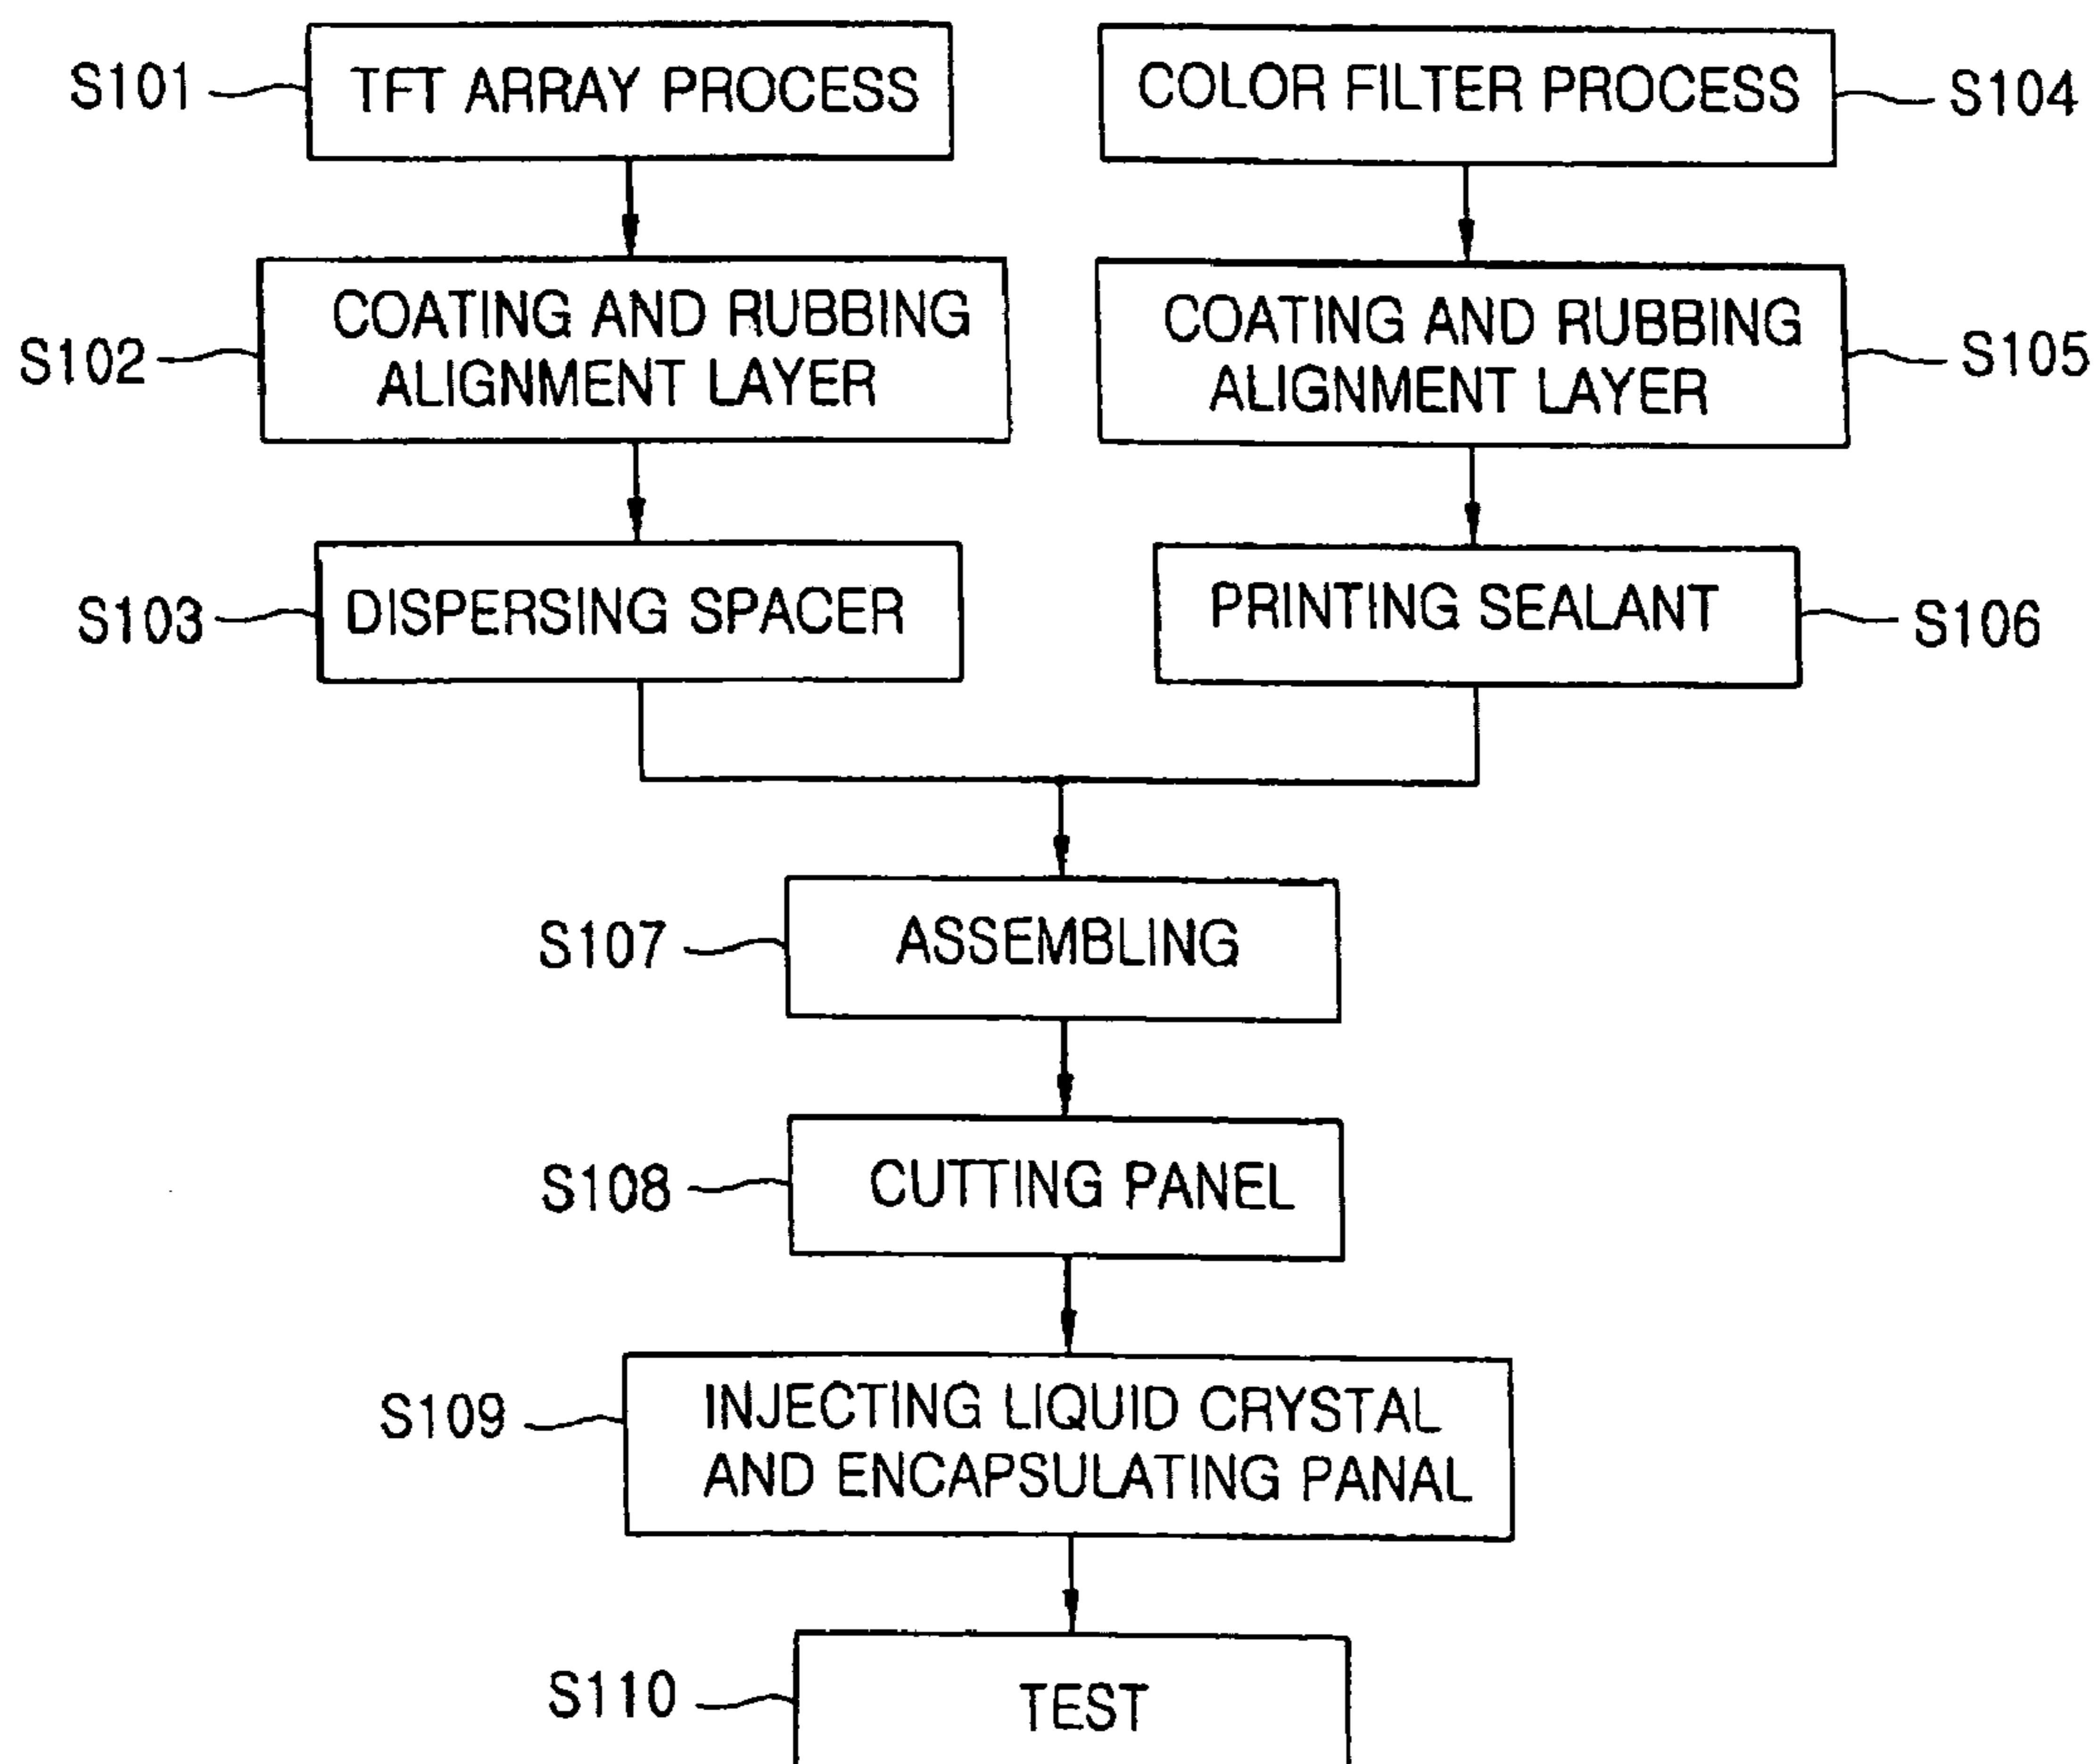 S101
TFT ARRAY PROCESS
COLOR FILTER PROCESS
S104
S102
COATING AND RUBBING
ALIGNMENT LAYER
COATING AND RUBBING
ALIGNMENT LAYER
S105
S103
DISPERSING SPACER
PRINTING SEALANT
S106
S107
ASSEMBLING
S108
CUTTING PANEL
S109
INJECTING LIQUID CRYSTAL
AND ENCAPSULATING PANAL
S110
TEST